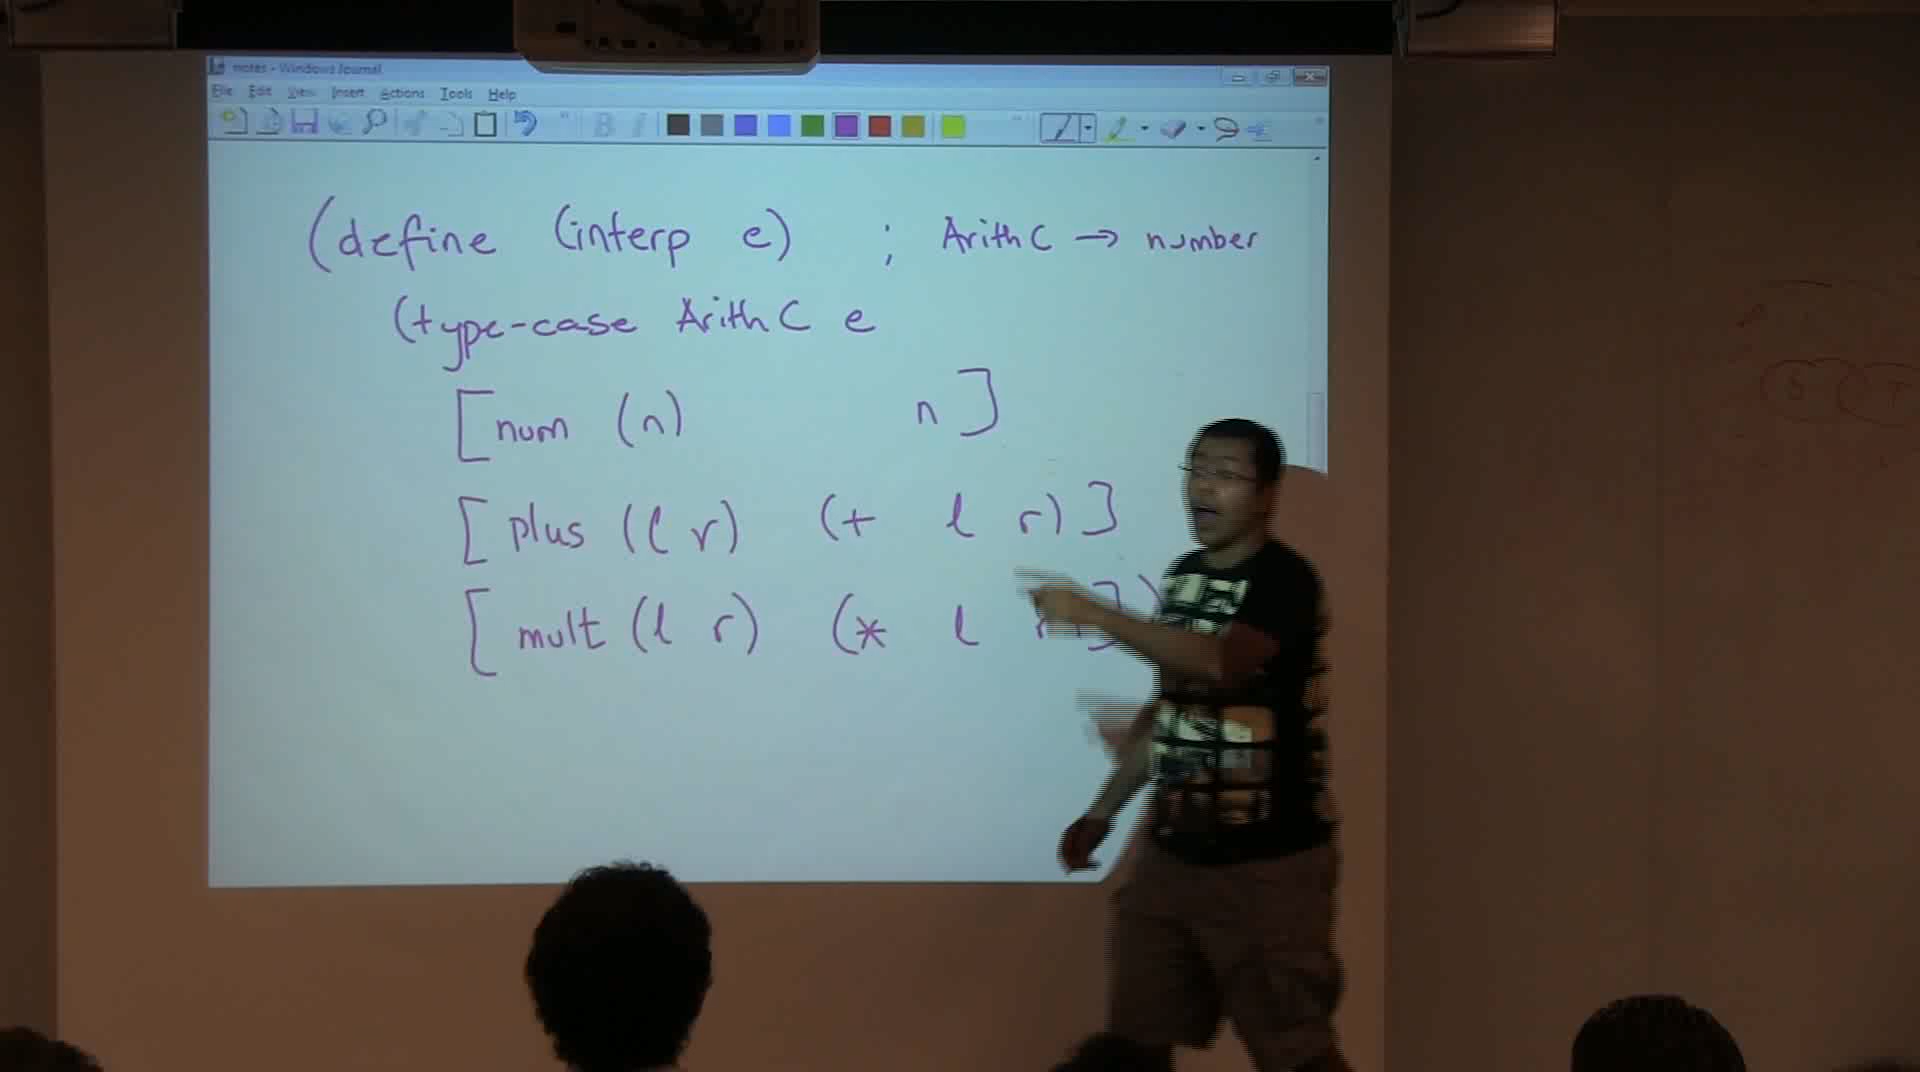 notes - Windows Journal
File Edit View Insert Actions Tools Help
B I
(define (interp e) ; ArithC → number
(type-case ArithC e
[num (n) n]
[plus (l r) (+ l r)]
[mult (l r) (* l r)])